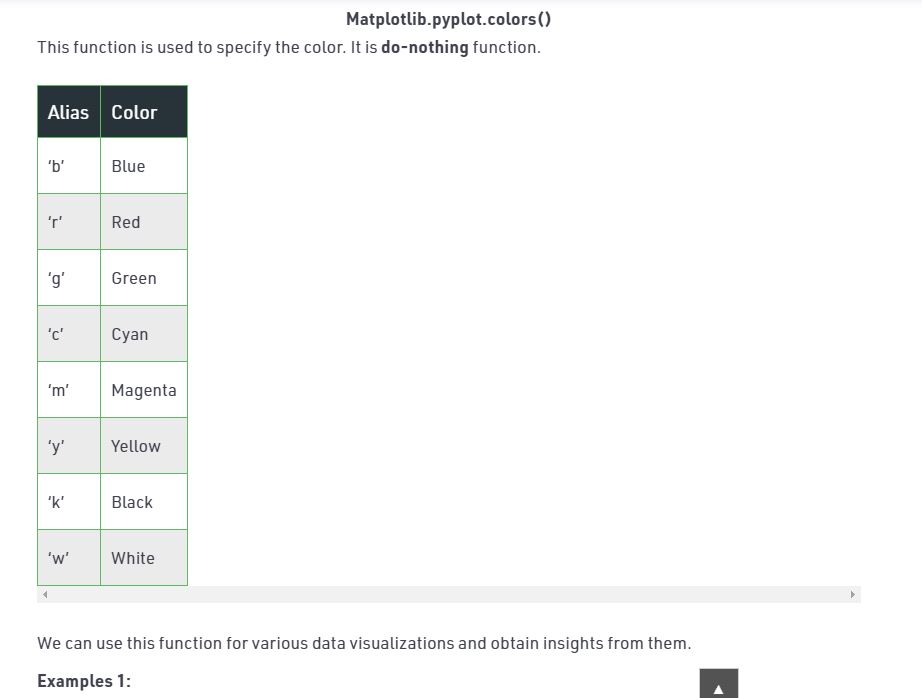 Matplotlib.pyplot.colors()
This function is used to specify the color. It is do-nothing function.
Alias Color
‘b’ Blue
‘r’ Red
‘g’ Green
‘c’ Cyan
‘m’ Magenta
‘y’ Yellow
‘k’ Black
‘w’ White
We can use this function for various data visualizations and obtain insights from them.
Examples 1: